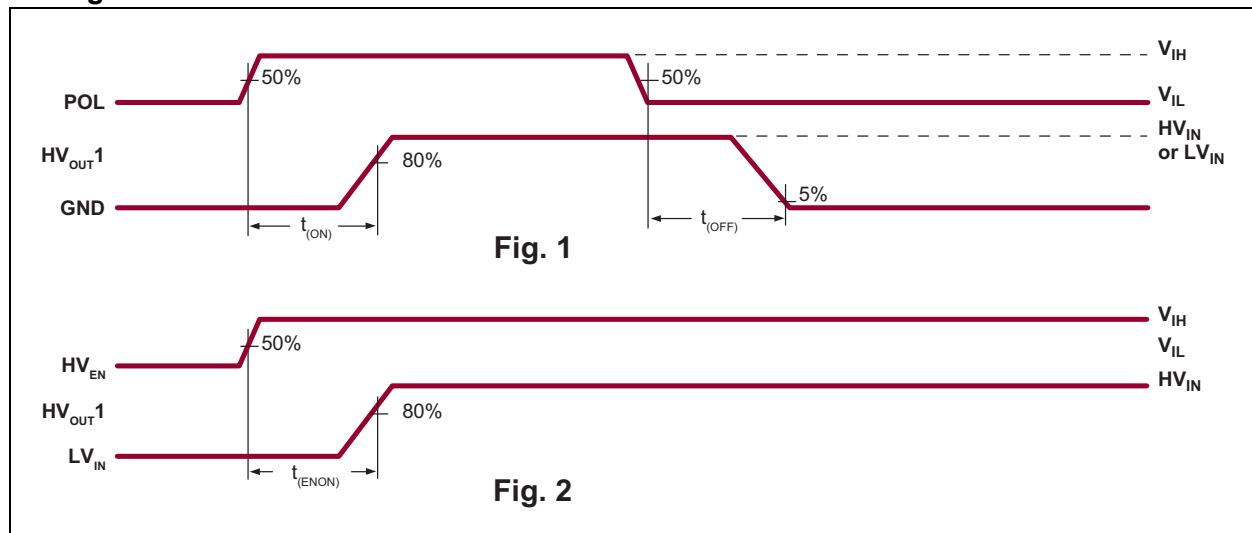 V_IH
50%
50%
POL
V_IL
HV_IN
or LV_IN
HV_OUT1
80%
GND
5%
t_(ON)
t_(OFF)
Fig. 1
V_IH
50%
V_IL
HV_EN
HV_IN
HV_OUT1
80%
LV_IN
t_(ENON)
Fig. 2